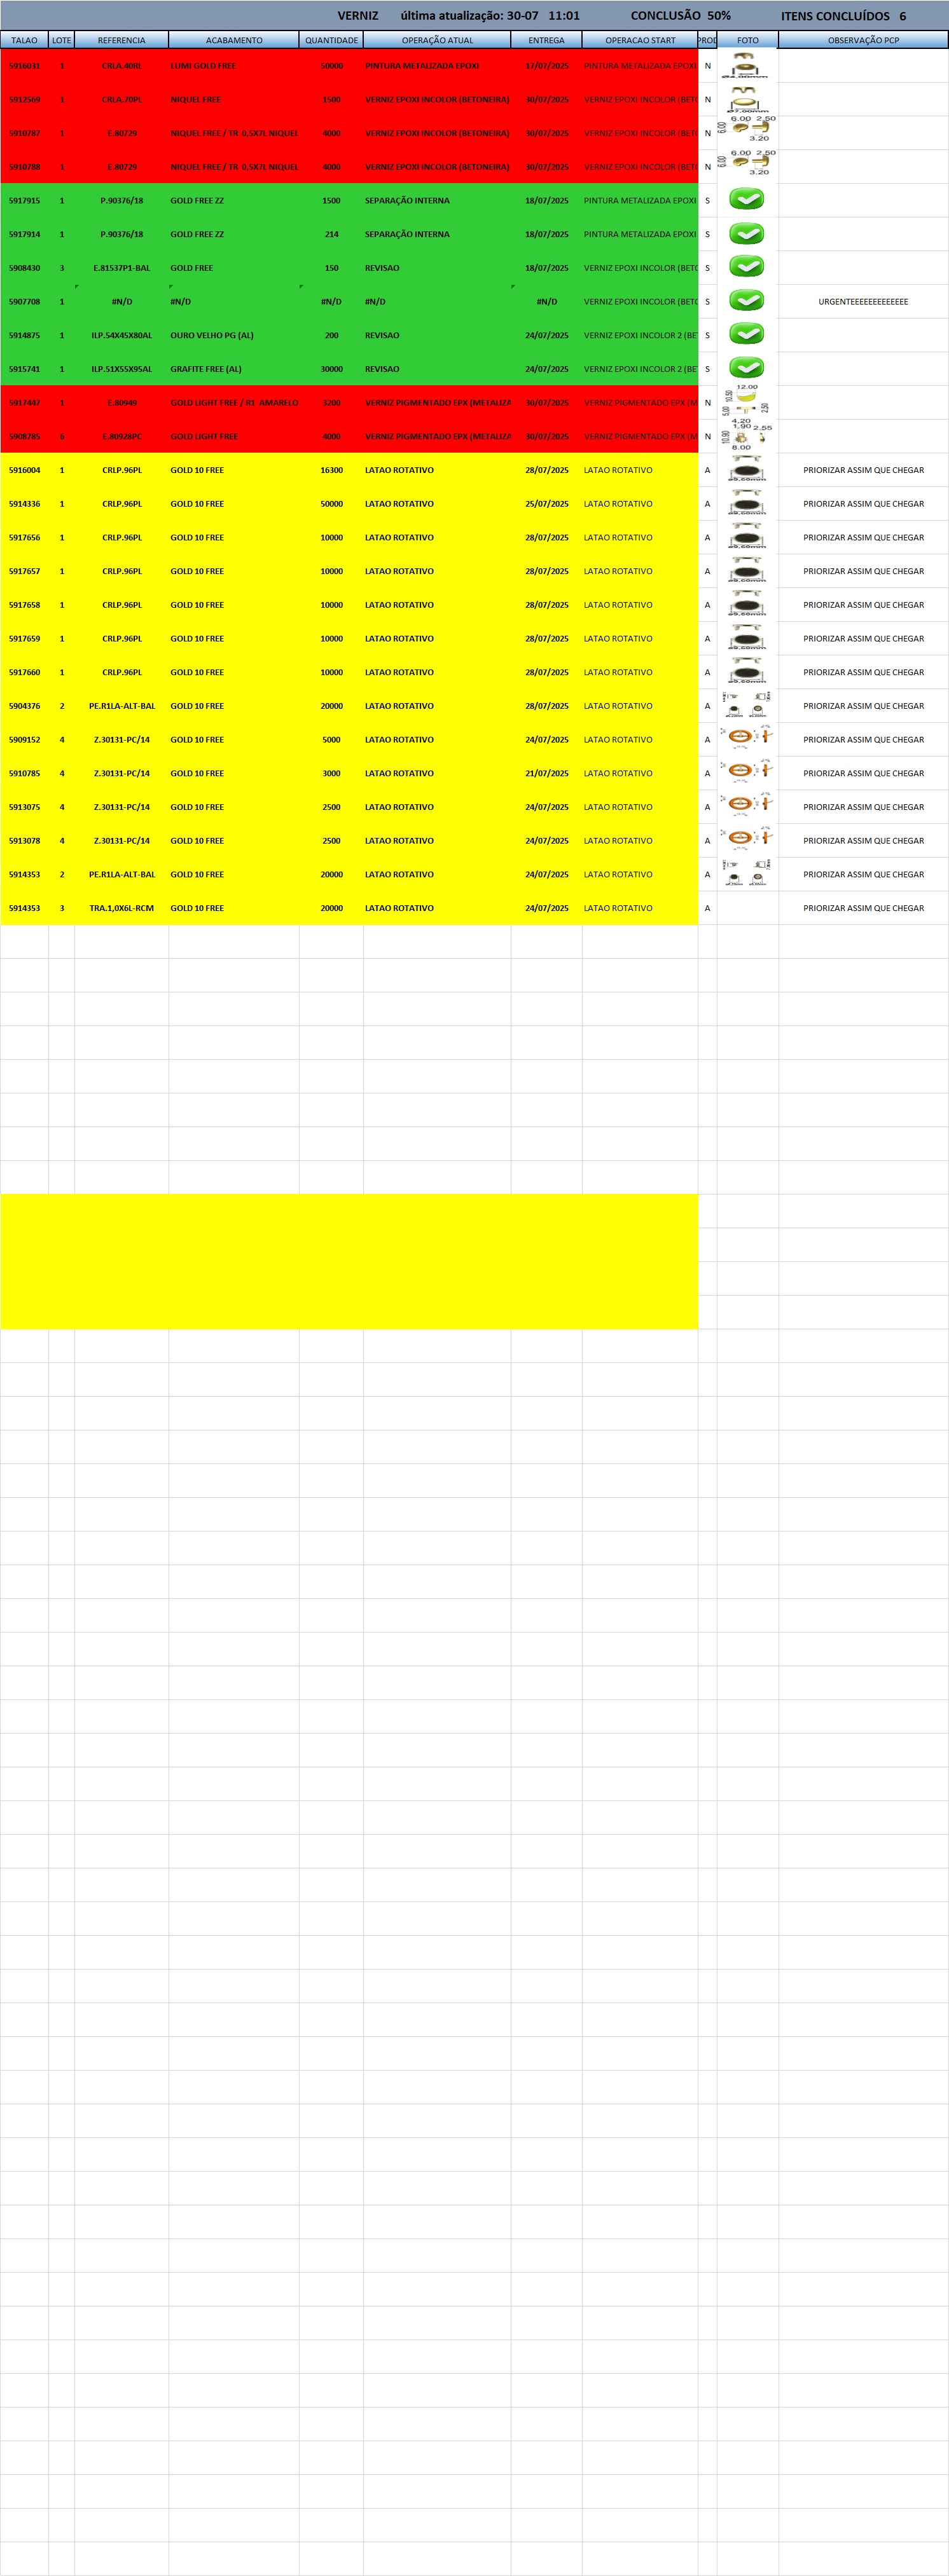 VERNIZ última atualização: 30-07 11:01 CONCLUSÃO 50% ITENS CONCLUÍDOS 6
TALAO LOTE REFERENCIA ACABAMENTO QUANTIDADE OPERAÇÃO ATUAL ENTREGA OPERACAO START PROD FOTO OBSERVAÇÃO PCP
5916031 1 CRLA.40RL LUMI GOLD FREE 50000 PINTURA METALIZADA EPOXI 17/07/2025 PINTURA METALIZADA EPOXI N
5912569 1 CRLA.70PL NIQUEL FREE 1500 VERNIZ EPOXI INCOLOR (BETONEIRA) 30/07/2025 VERNIZ EPOXI INCOLOR (BETO N Ø7.00mm
5910787 1 E.80729 NIQUEL FREE / TR 0,5X7L NIQUEL 4000 VERNIZ EPOXI INCOLOR (BETONEIRA) 30/07/2025 VERNIZ EPOXI INCOLOR (BETO N 6.00 6.00 2.50 3.20
5910788 1 E.80729 NIQUEL FREE / TR 0,5X7L NIQUEL 4000 VERNIZ EPOXI INCOLOR (BETONEIRA) 30/07/2025 VERNIZ EPOXI INCOLOR (BETO N 6.00 6.00 2.50 3.20
5917915 1 P.90376/18 GOLD FREE ZZ 1500 SEPARAÇÃO INTERNA 18/07/2025 PINTURA METALIZADA EPOXI S
5917914 1 P.90376/18 GOLD FREE ZZ 214 SEPARAÇÃO INTERNA 18/07/2025 PINTURA METALIZADA EPOXI S
5908430 3 E.81537P1-BAL GOLD FREE 150 REVISAO 18/07/2025 VERNIZ EPOXI INCOLOR (BETO S
5907708 1 #N/D #N/D #N/D #N/D #N/D VERNIZ EPOXI INCOLOR (BETO S URGENTEEEEEEEEEEEEE
5914875 1 ILP.54X45X80AL OURO VELHO PG (AL) 200 REVISAO 24/07/2025 VERNIZ EPOXI INCOLOR 2 (BE S
5915741 1 ILP.51X55X95AL GRAFITE FREE (AL) 30000 REVISAO 24/07/2025 VERNIZ EPOXI INCOLOR 2 (BE S
5917447 1 E.80949 GOLD LIGHT FREE / R1 AMARELO 3200 VERNIZ PIGMENTADO EPX (METALIZA 30/07/2025 VERNIZ PIGMENTADO EPX (M N 12.00 10.50 5.00 2.50 4.20
5908785 6 E.80928PC GOLD LIGHT FREE 4000 VERNIZ PIGMENTADO EPX (METALIZA 30/07/2025 VERNIZ PIGMENTADO EPX (M N 1.90 2.55 10.90 8.00
5916004 1 CRLP.96PL GOLD 10 FREE 16300 LATAO ROTATIVO 28/07/2025 LATAO ROTATIVO A PRIORIZAR ASSIM QUE CHEGAR
5914336 1 CRLP.96PL GOLD 10 FREE 50000 LATAO ROTATIVO 25/07/2025 LATAO ROTATIVO A PRIORIZAR ASSIM QUE CHEGAR
5917656 1 CRLP.96PL GOLD 10 FREE 10000 LATAO ROTATIVO 28/07/2025 LATAO ROTATIVO A PRIORIZAR ASSIM QUE CHEGAR
5917657 1 CRLP.96PL GOLD 10 FREE 10000 LATAO ROTATIVO 28/07/2025 LATAO ROTATIVO A PRIORIZAR ASSIM QUE CHEGAR
5917658 1 CRLP.96PL GOLD 10 FREE 10000 LATAO ROTATIVO 28/07/2025 LATAO ROTATIVO A PRIORIZAR ASSIM QUE CHEGAR
5917659 1 CRLP.96PL GOLD 10 FREE 10000 LATAO ROTATIVO 28/07/2025 LATAO ROTATIVO A PRIORIZAR ASSIM QUE CHEGAR
5917660 1 CRLP.96PL GOLD 10 FREE 10000 LATAO ROTATIVO 28/07/2025 LATAO ROTATIVO A PRIORIZAR ASSIM QUE CHEGAR
5904376 2 PE.R1LA-ALT-BAL GOLD 10 FREE 20000 LATAO ROTATIVO 28/07/2025 LATAO ROTATIVO A PRIORIZAR ASSIM QUE CHEGAR
5909152 4 Z.30131-PC/14 GOLD 10 FREE 5000 LATAO ROTATIVO 24/07/2025 LATAO ROTATIVO A PRIORIZAR ASSIM QUE CHEGAR
5910785 4 Z.30131-PC/14 GOLD 10 FREE 3000 LATAO ROTATIVO 21/07/2025 LATAO ROTATIVO A PRIORIZAR ASSIM QUE CHEGAR
5913075 4 Z.30131-PC/14 GOLD 10 FREE 2500 LATAO ROTATIVO 24/07/2025 LATAO ROTATIVO A PRIORIZAR ASSIM QUE CHEGAR
5913078 4 Z.30131-PC/14 GOLD 10 FREE 2500 LATAO ROTATIVO 24/07/2025 LATAO ROTATIVO A PRIORIZAR ASSIM QUE CHEGAR
5914353 2 PE.R1LA-ALT-BAL GOLD 10 FREE 20000 LATAO ROTATIVO 24/07/2025 LATAO ROTATIVO A PRIORIZAR ASSIM QUE CHEGAR
5914353 3 TRA.1,0X6L-RCM GOLD 10 FREE 20000 LATAO ROTATIVO 24/07/2025 LATAO ROTATIVO A PRIORIZAR ASSIM QUE CHEGAR